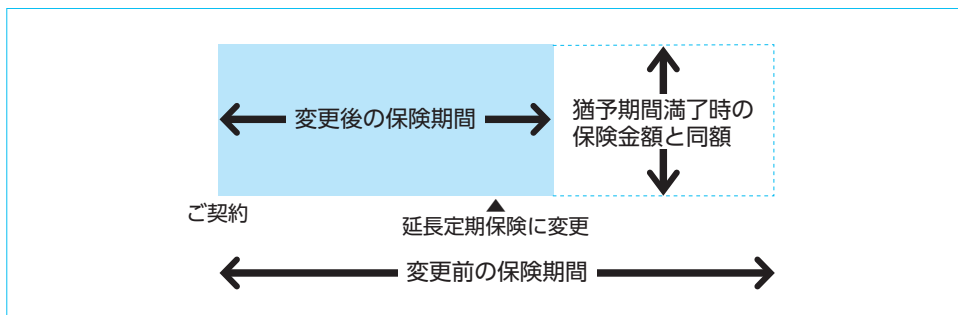 変更後の保険期間
猶予期間満了時の
保険金額と同額
ご契約
延長定期保険に変更
変更前の保険期間